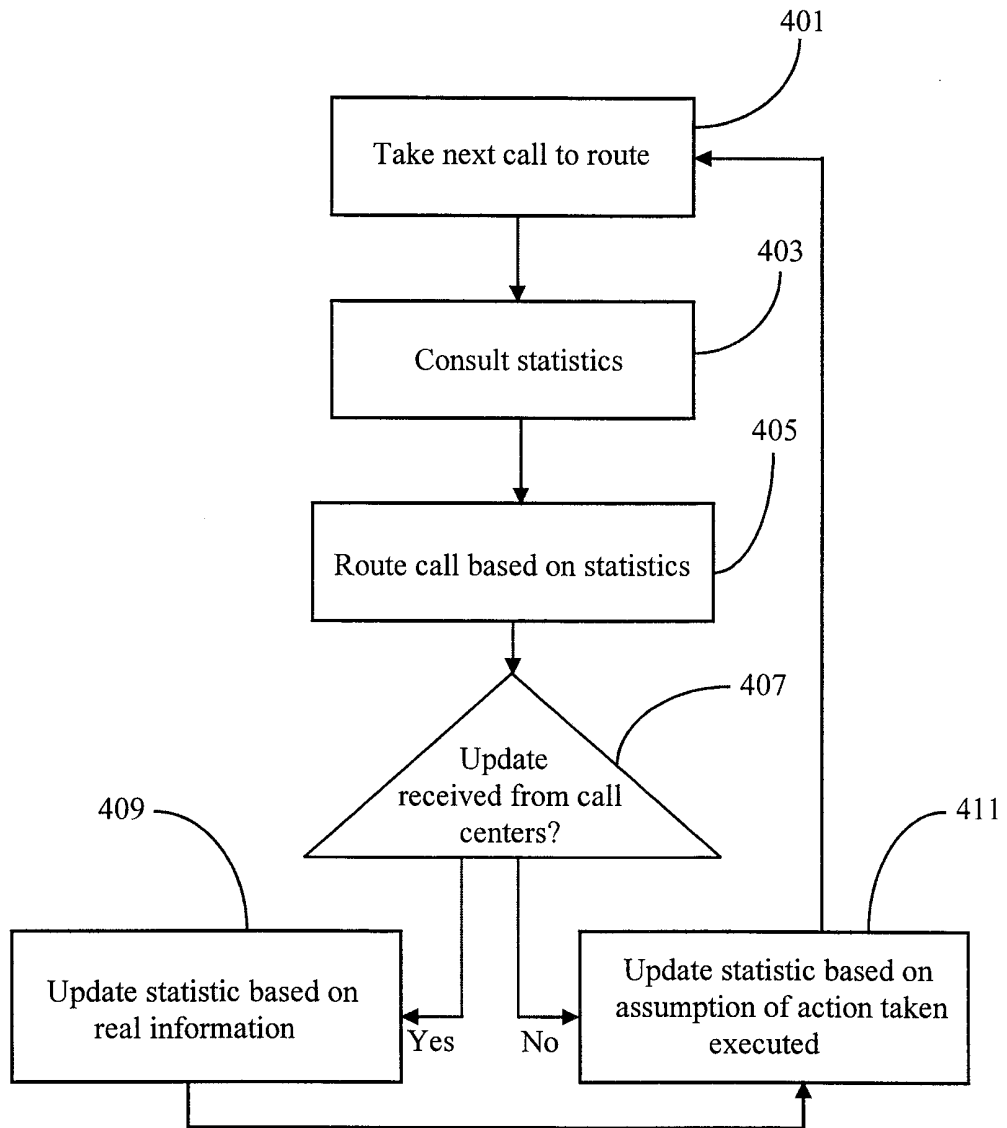 401
Take next call to route
403
Consult statistics
405
Route call based on statistics
407
Update
received from call
centers?
409
411
Update statistic based on
real information
Update statistic based on
assumption of action taken
executed
Yes
No